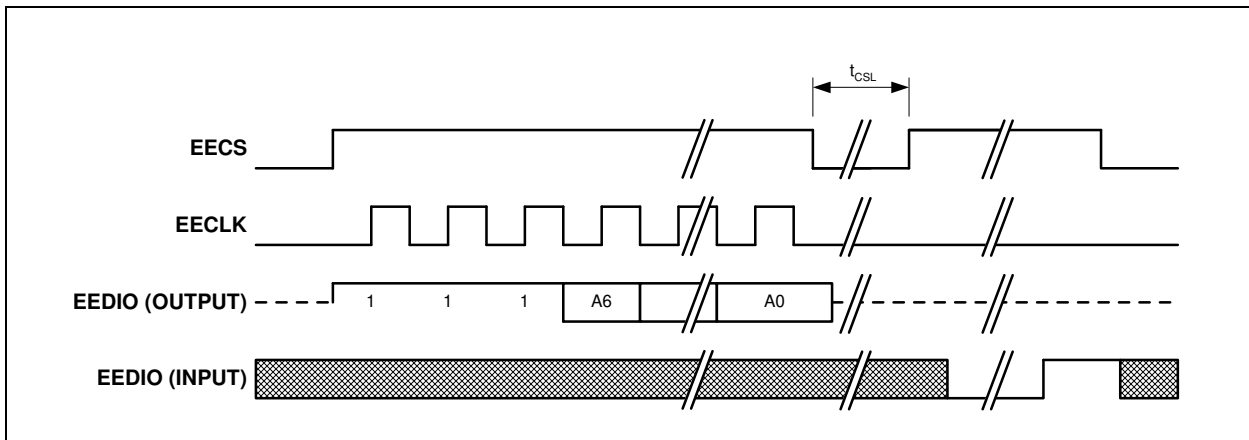 tCSL
EECS
EECLK
EEDIO (OUTPUT)
1 1 1 A6 A0
EEDIO (INPUT)